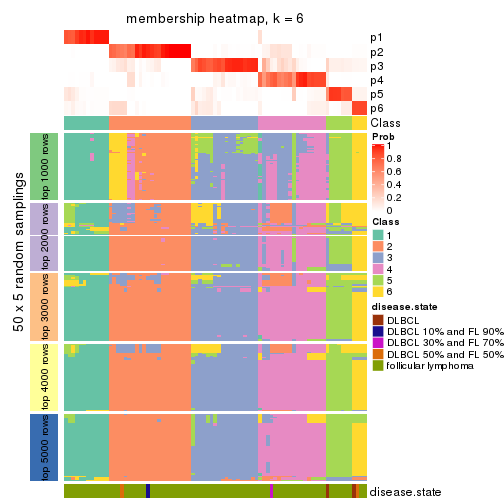 membership heatmap, k = 6
p1
p2
p3
p4
p5
p6
Class
50 x 5 random samplings
top 1000 rows
top 2000 rows
top 3000 rows
top 4000 rows
top 5000 rows
disease.state
Prob
1
0.8
0.6
0.4
0.2
0
Class
1
2
3
4
5
6
disease.state
DLBCL
DLBCL 10% and FL 90%
DLBCL 30% and FL 70%
DLBCL 50% and FL 50%
follicular lymphoma